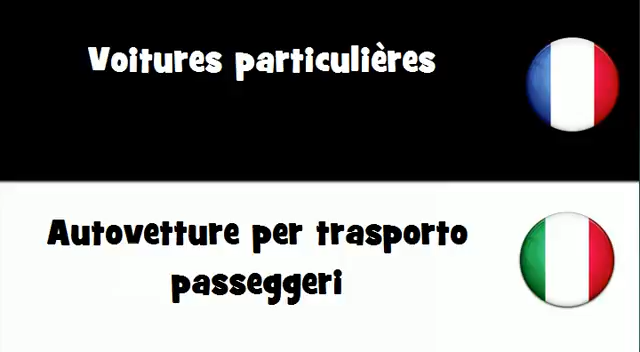 Voitures particulières
Autovetture per trasporto
passeggeri